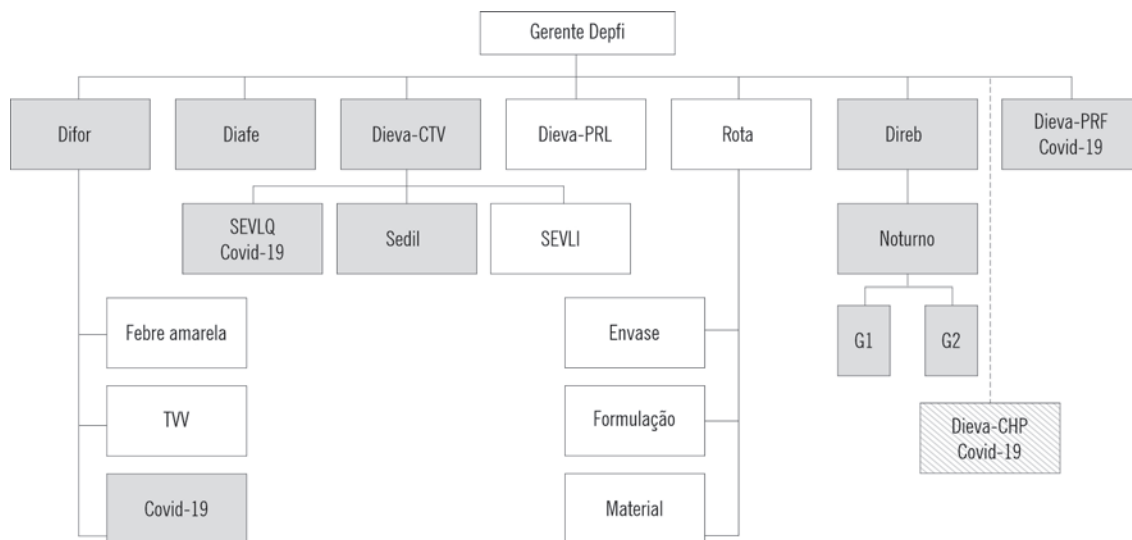 Gerente Depfi
Difor
Diafe
Dieva-CTV
Dieva-PRL
Rota
Direb
Dieva-PRF
Covid-19
SEVLQ
Covid-19
Sedil
SEVLI
Noturno
Febre amarela
Envase
G1
G2
TVV
Formulação
Dieva-CHP
Covid-19
Covid-19
Material